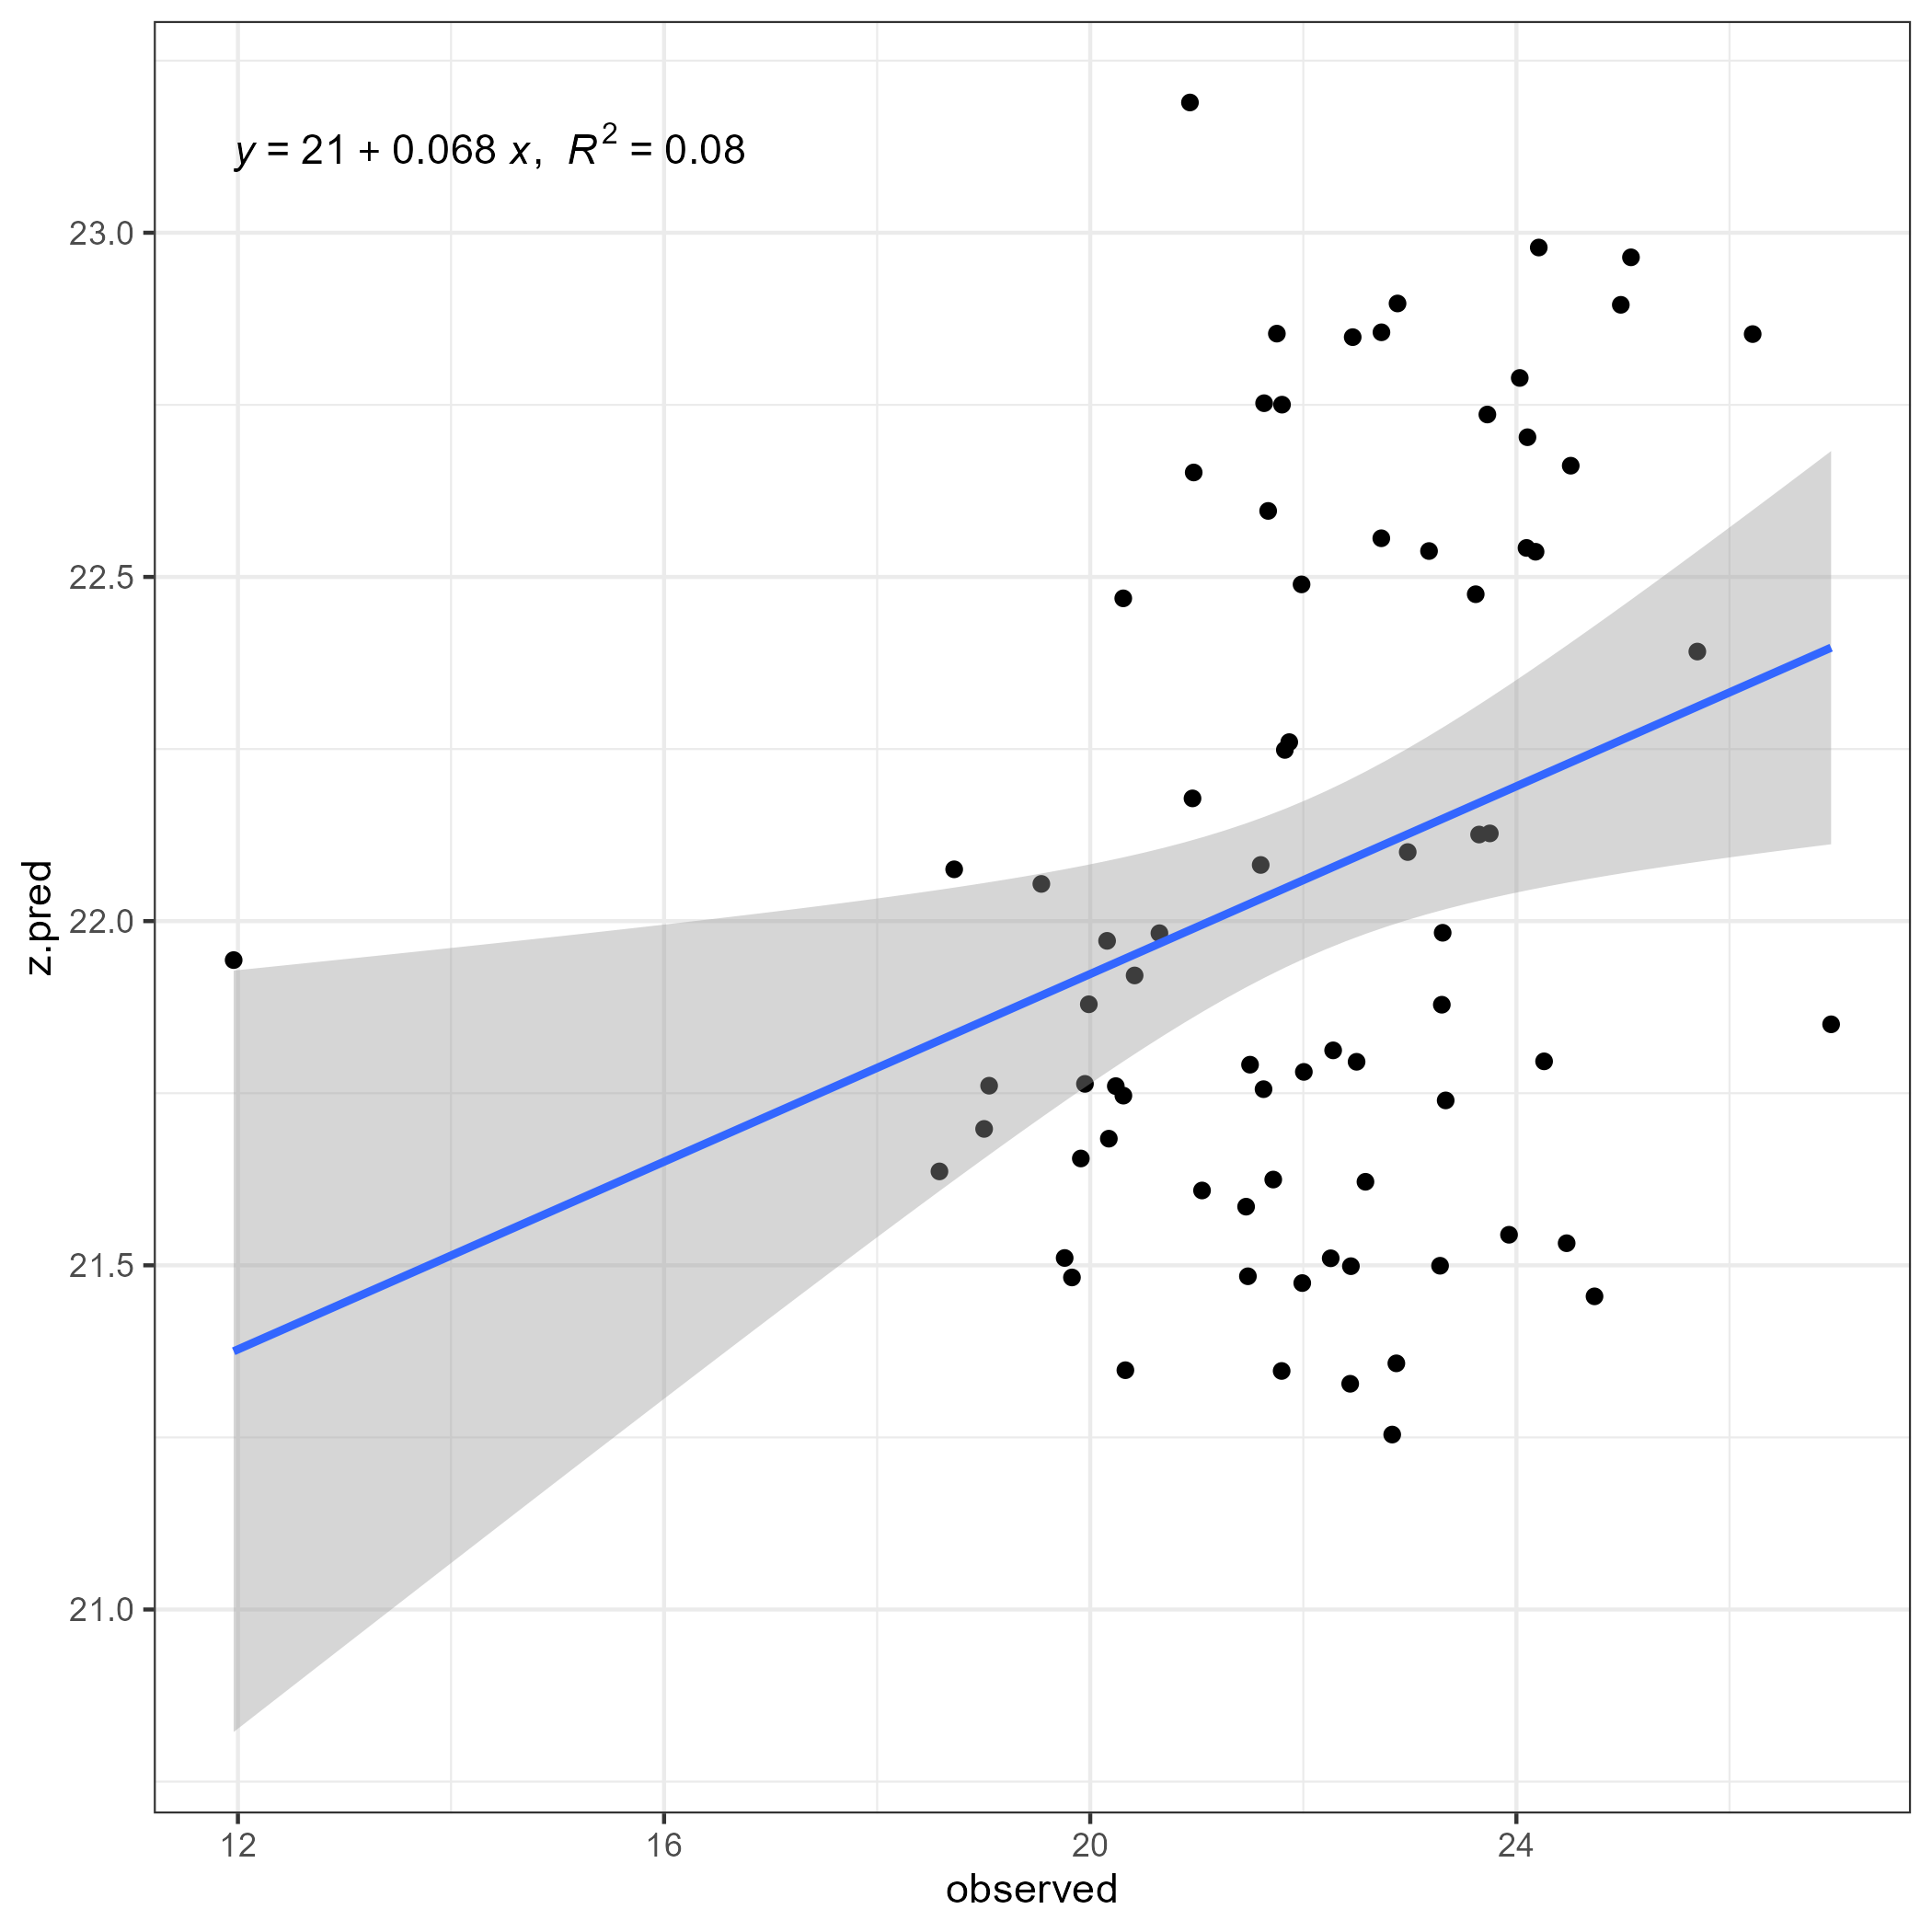 y = 21 + 0.068 x, R² = 0.08
23.0
22.5
22.0
21.5
21.0
z.pred
12 16 20 24
observed